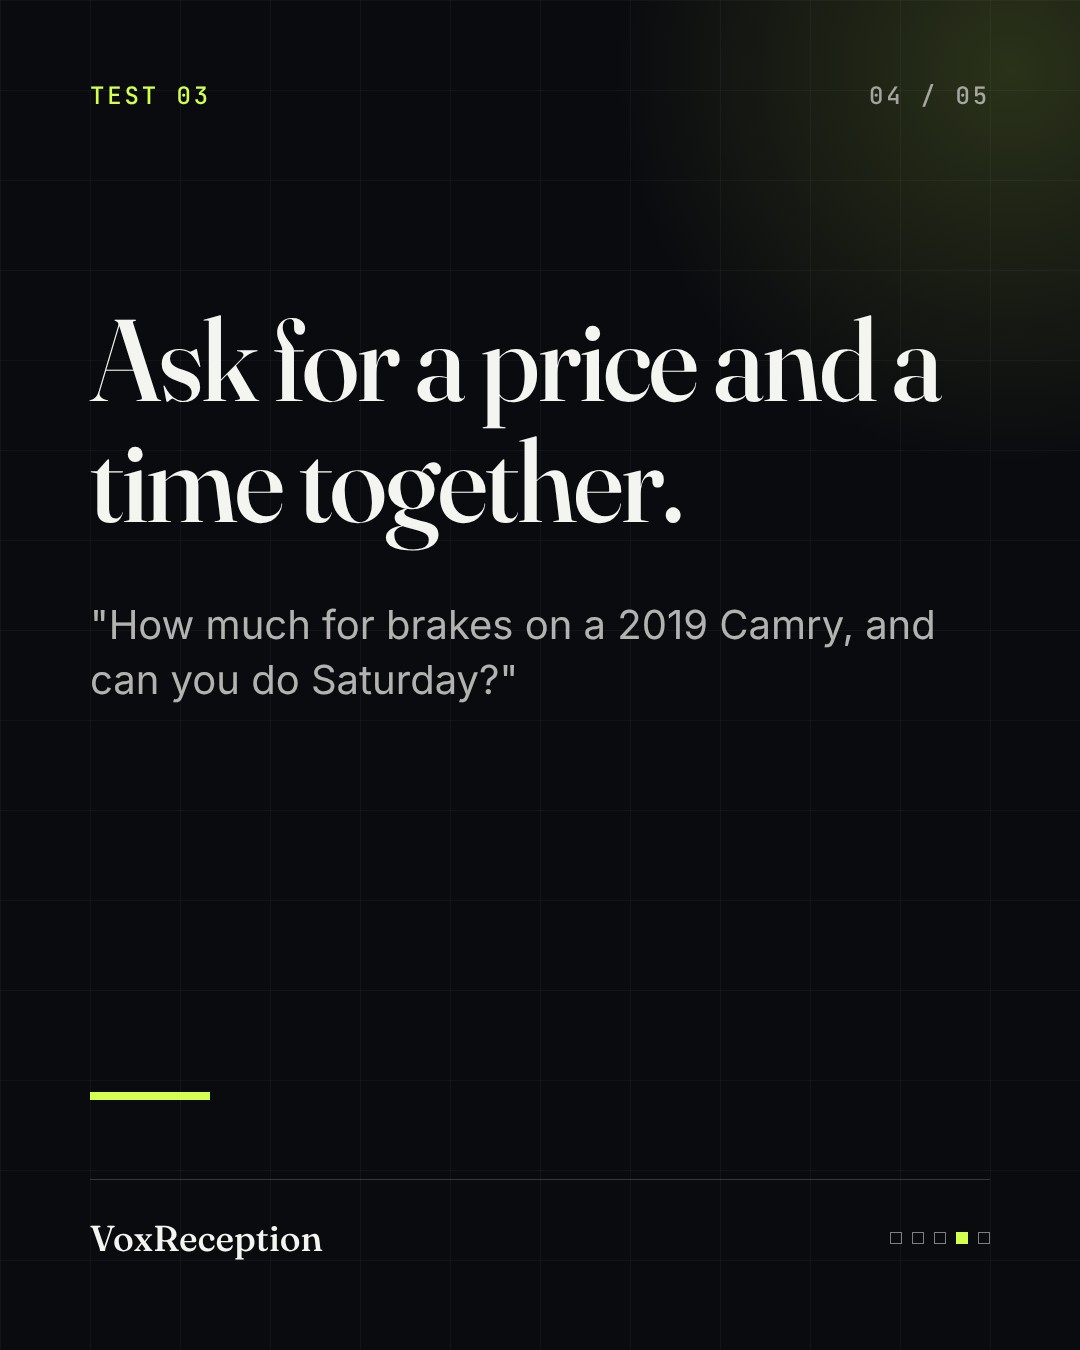 TEST 03
04 / 05
Ask for a price and a
time together.
"How much for brakes on a 2019 Camry, and
can you do Saturday?"
VoxReception